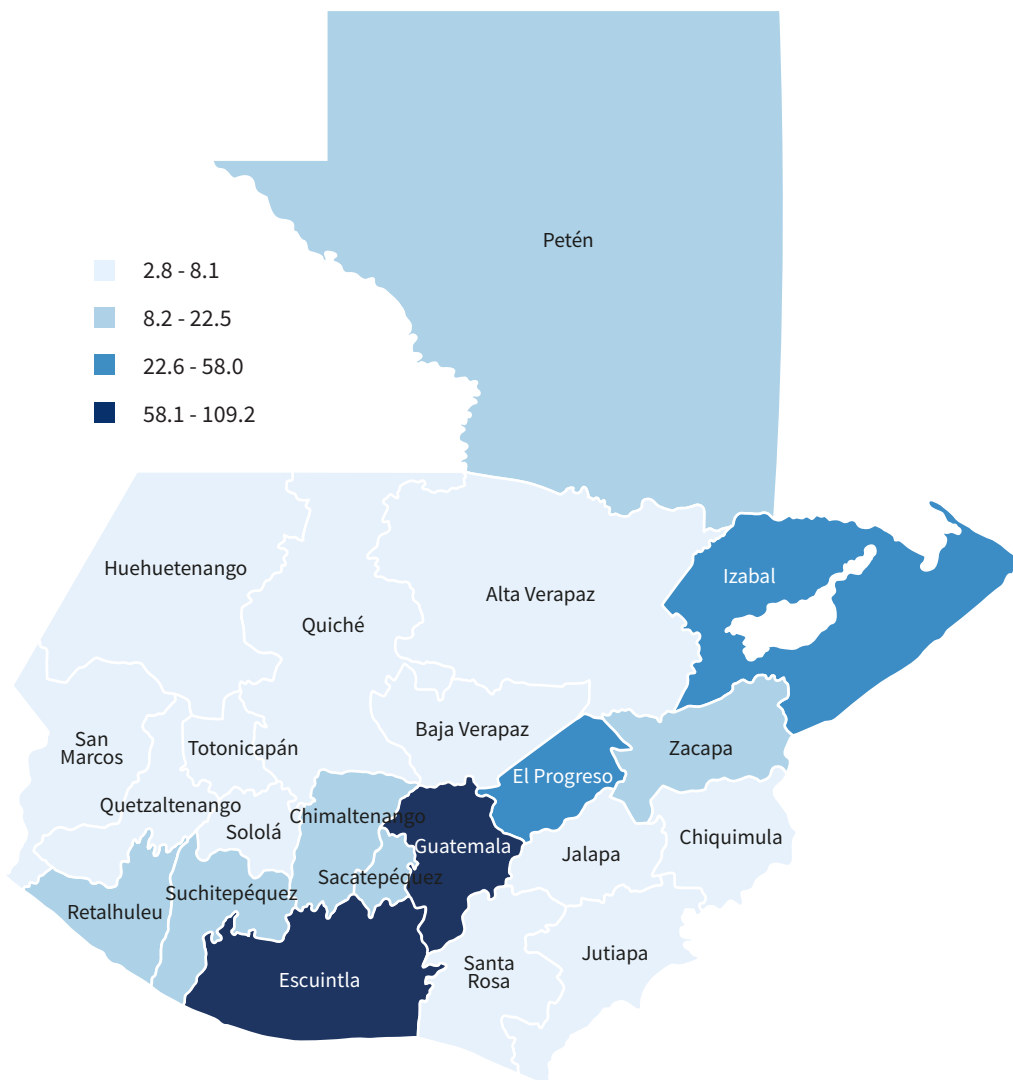 Petén
2.8 - 8.1
8.2 - 22.5
22.6 - 58.0
58.1 - 109.2
Huehuetenango
Izabal
Alta Verapaz
Quiché
Baja Verapaz
San
Marcos
Totonicapán
Zacapa
El Progreso
Quetzaltenango
Chimaltenango
Sololá
Chiquimula
Guatemala
Jalapa
Sacatepéquez
Suchitepéquez
Retalhuleu
Jutiapa
Santa
Rosa
Escuintla